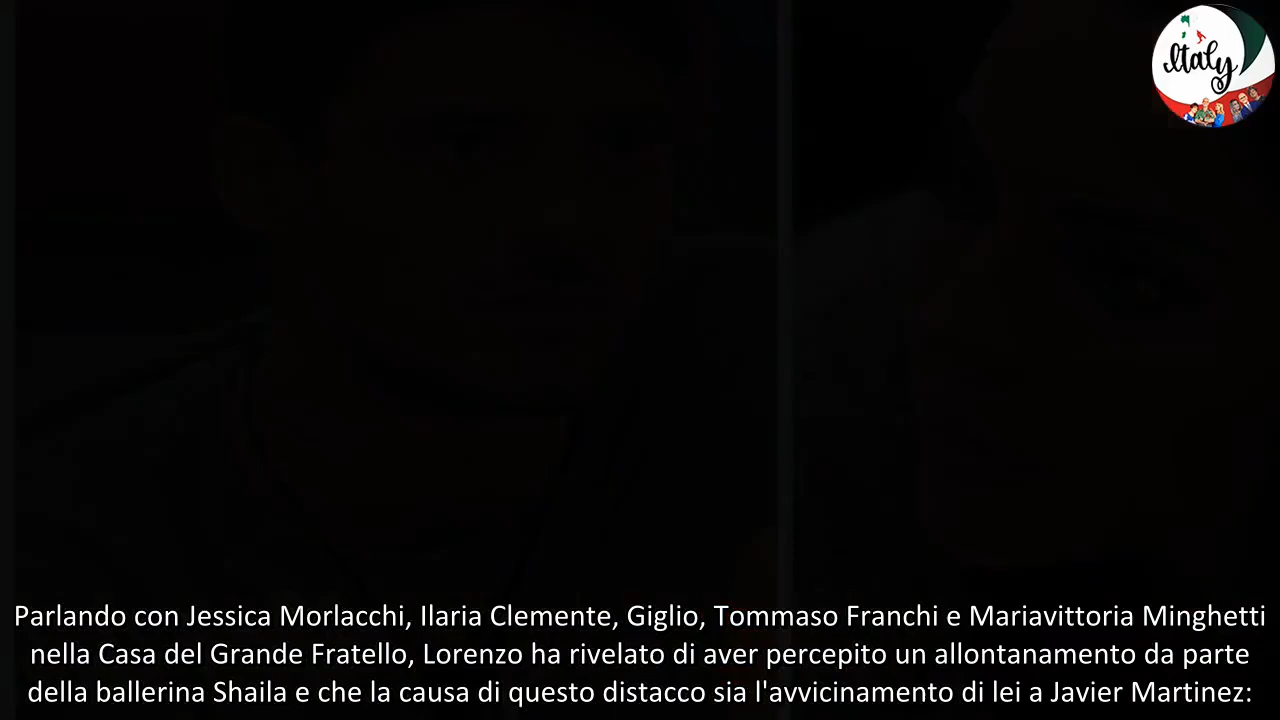 Italy
Parlando con Jessica Morlacchi, Ilaria Clemente, Giglio, Tommaso Franchi e Mariavittoria Minghetti
nella Casa del Grande Fratello, Lorenzo ha rivelato di aver percepito un allontanamento da parte
della ballerina Shaila e che la causa di questo distacco sia l'avvicinamento di lei a Javier Martinez: